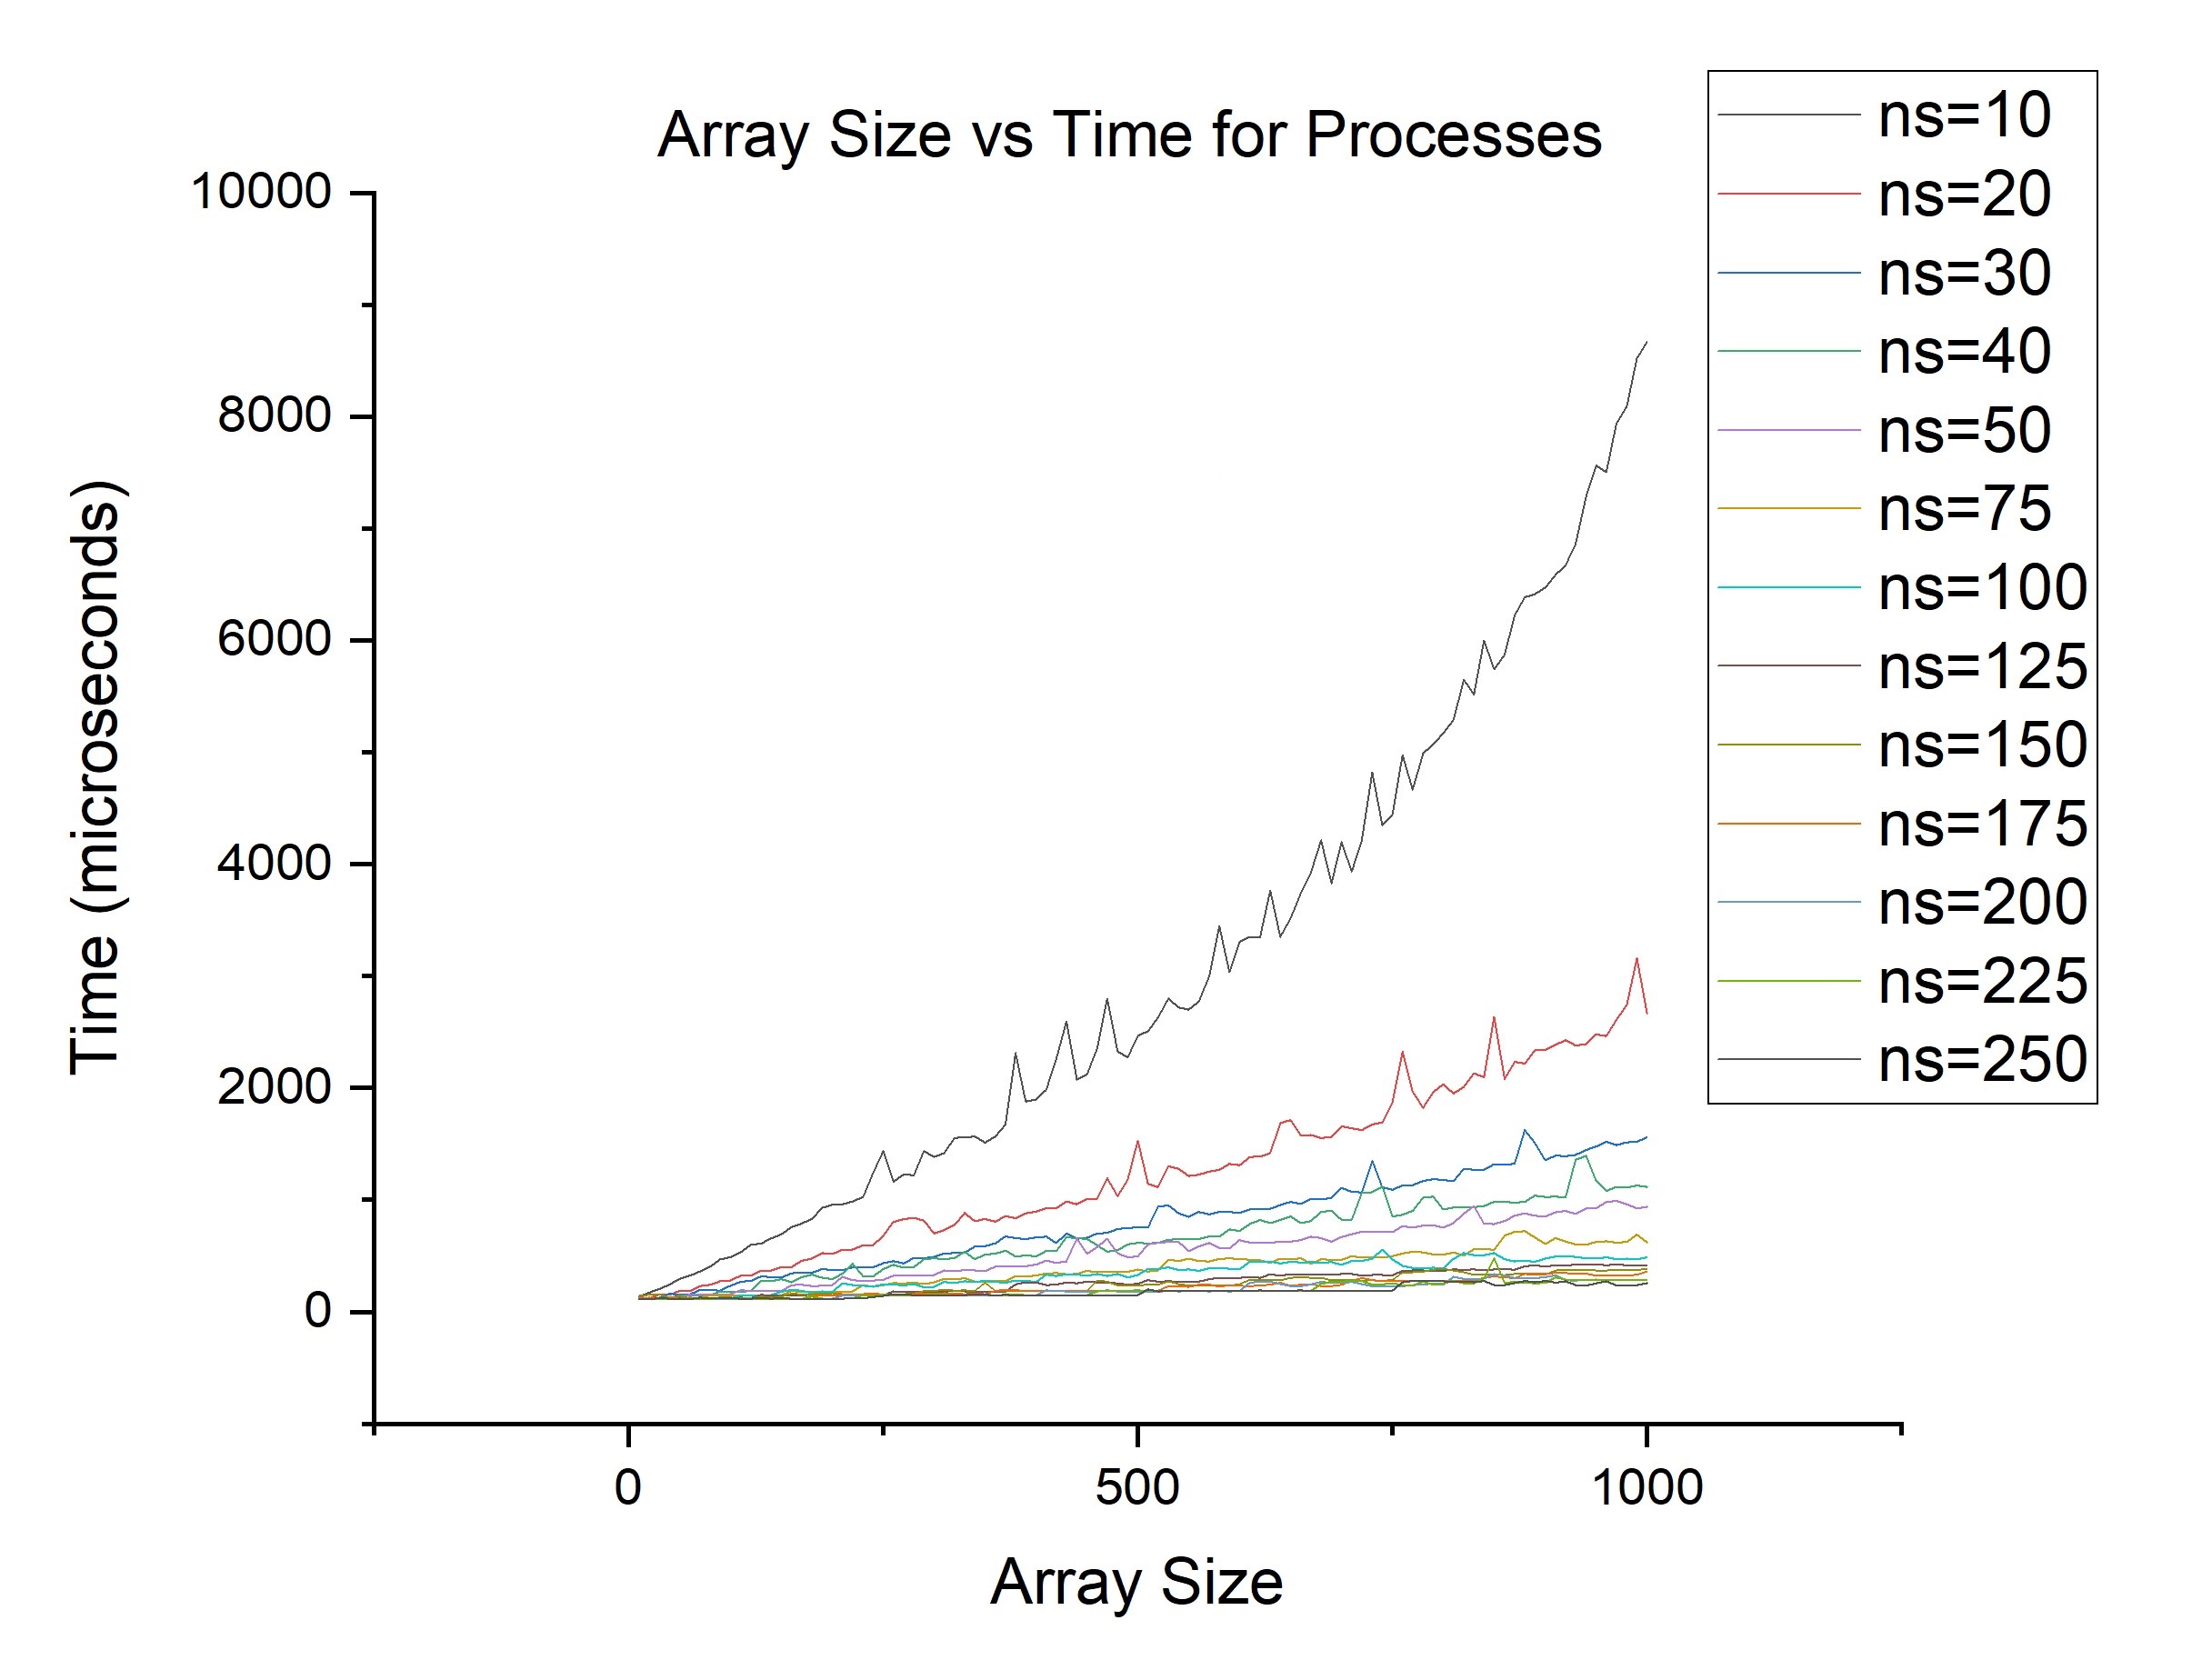 Array Size vs Time for Processes
ns=10
ns=20
ns=30
ns=40
ns=50
ns=75
ns=100
ns=125
ns=150
ns=175
ns=200
ns=225
ns=250
Time (microseconds)
10000
8000
6000
4000
2000
0
0 500 1000
Array Size